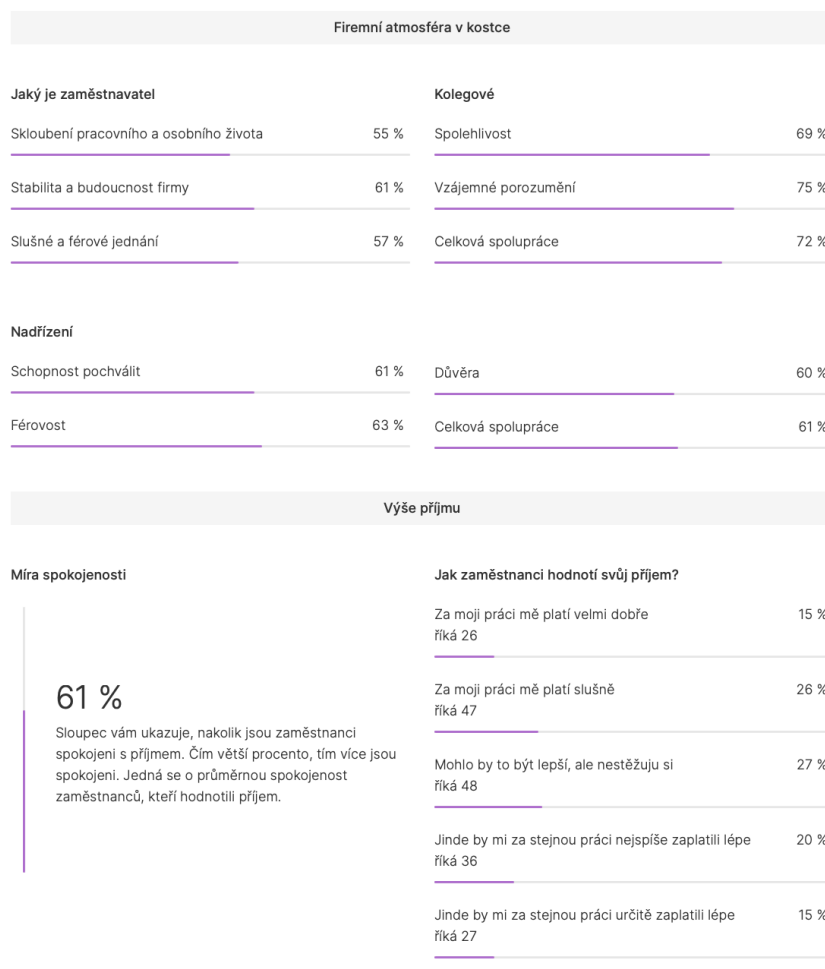 Firemní atmosféra v kostce
Jaký je zaměstnavatel
Skloubení pracovního a osobního života 55 %
Stabilita a budoucnost firmy 61 %
Slušné a férové jednání 57 %
Kolegové
Spolehlivost 69 %
Vzájemné porozumění 75 %
Celková spolupráce 72 %
Nadřízení
Schopnost pochválit 61 %
Férovost 63 %
Důvěra 60 %
Celková spolupráce 61 %
Výše příjmu
Míra spokojenosti
61 %
Sloupec vám ukazuje, nakolik jsou zaměstnanci
spokojeni s příjmem. Čím větší procento, tím více jsou
spokojeni. Jedná se o průměrnou spokojenost
zaměstnanců, kteří hodnotili příjem.
Jak zaměstnanci hodnotí svůj příjem?
Za moji práci mě platí velmi dobře 15 %
říká 26
Za moji práci mě platí slušně 26 %
říká 47
Mohlo by to být lepší, ale nestěžuju si 27 %
říká 48
Jinde by mi za stejnou práci nejspíše zaplatili lépe 20 %
říká 36
Jinde by mi za stejnou práci určitě zaplatili lépe 15 %
říká 27